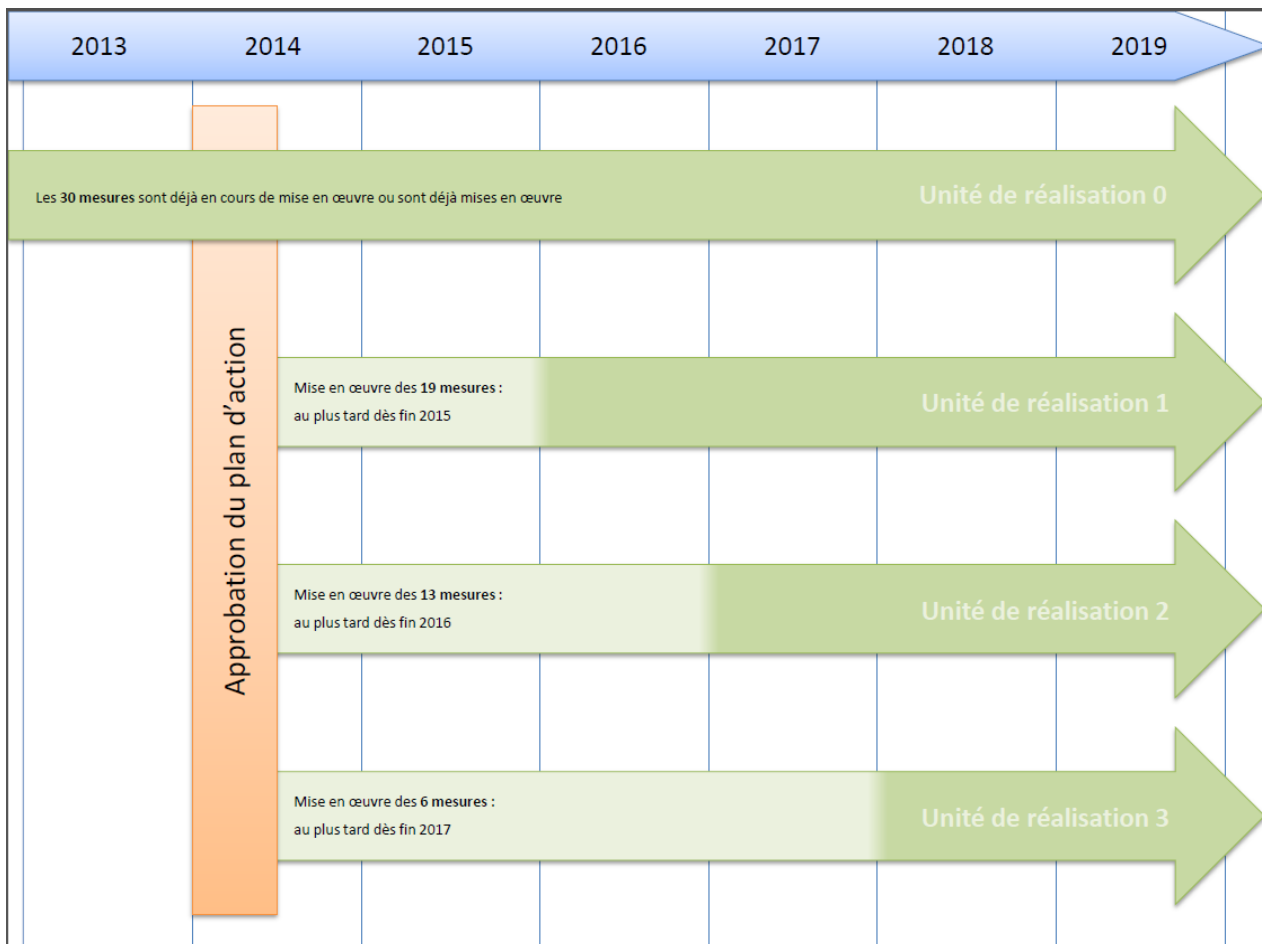 2013 2014 2015 2016 2017 2018 2019
Les 30 mesures sont déjà en cours de mise en œuvre ou sont déjà mises en œuvre
Unité de réalisation 0
Approbation du plan d’action
Mise en œuvre des 19 mesures :
au plus tard dès fin 2015
Unité de réalisation 1
Mise en œuvre des 13 mesures :
au plus tard dès fin 2016
Unité de réalisation 2
Mise en œuvre des 6 mesures :
au plus tard dès fin 2017
Unité de réalisation 3